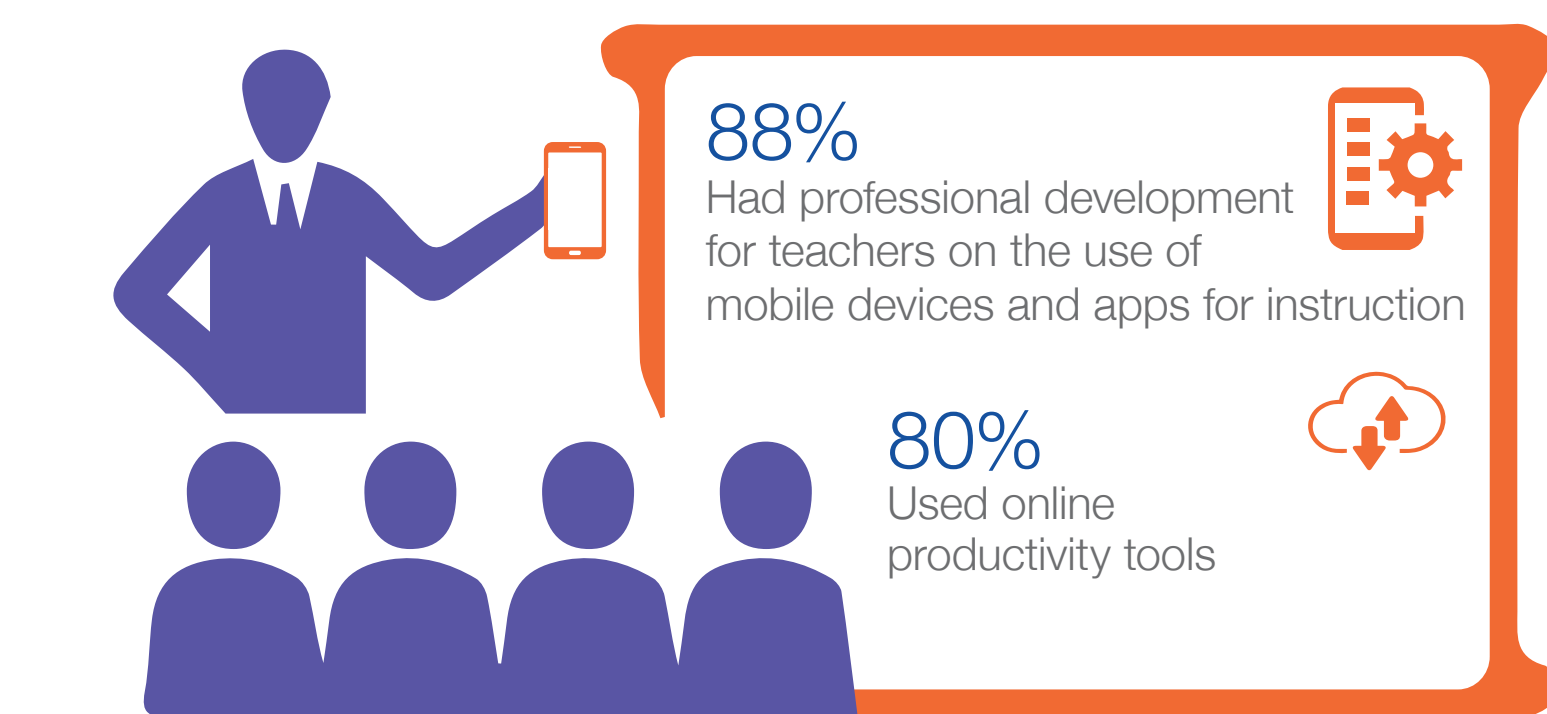 88%
Had professional development
for teachers on the use of
mobile devices and apps for instruction
80%
Used online
productivity tools